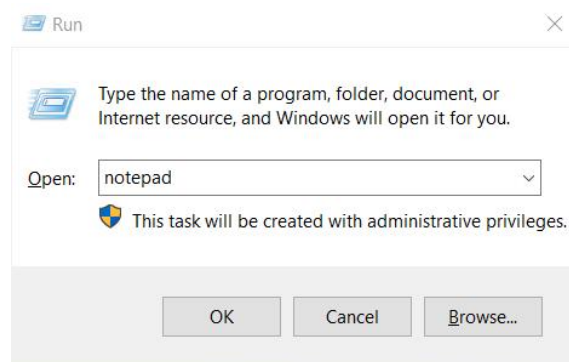 Run
Type the name of a program, folder, document, or
Internet resource, and Windows will open it for you.
Open: notepad
This task will be created with administrative privileges.
OK Cancel Browse...